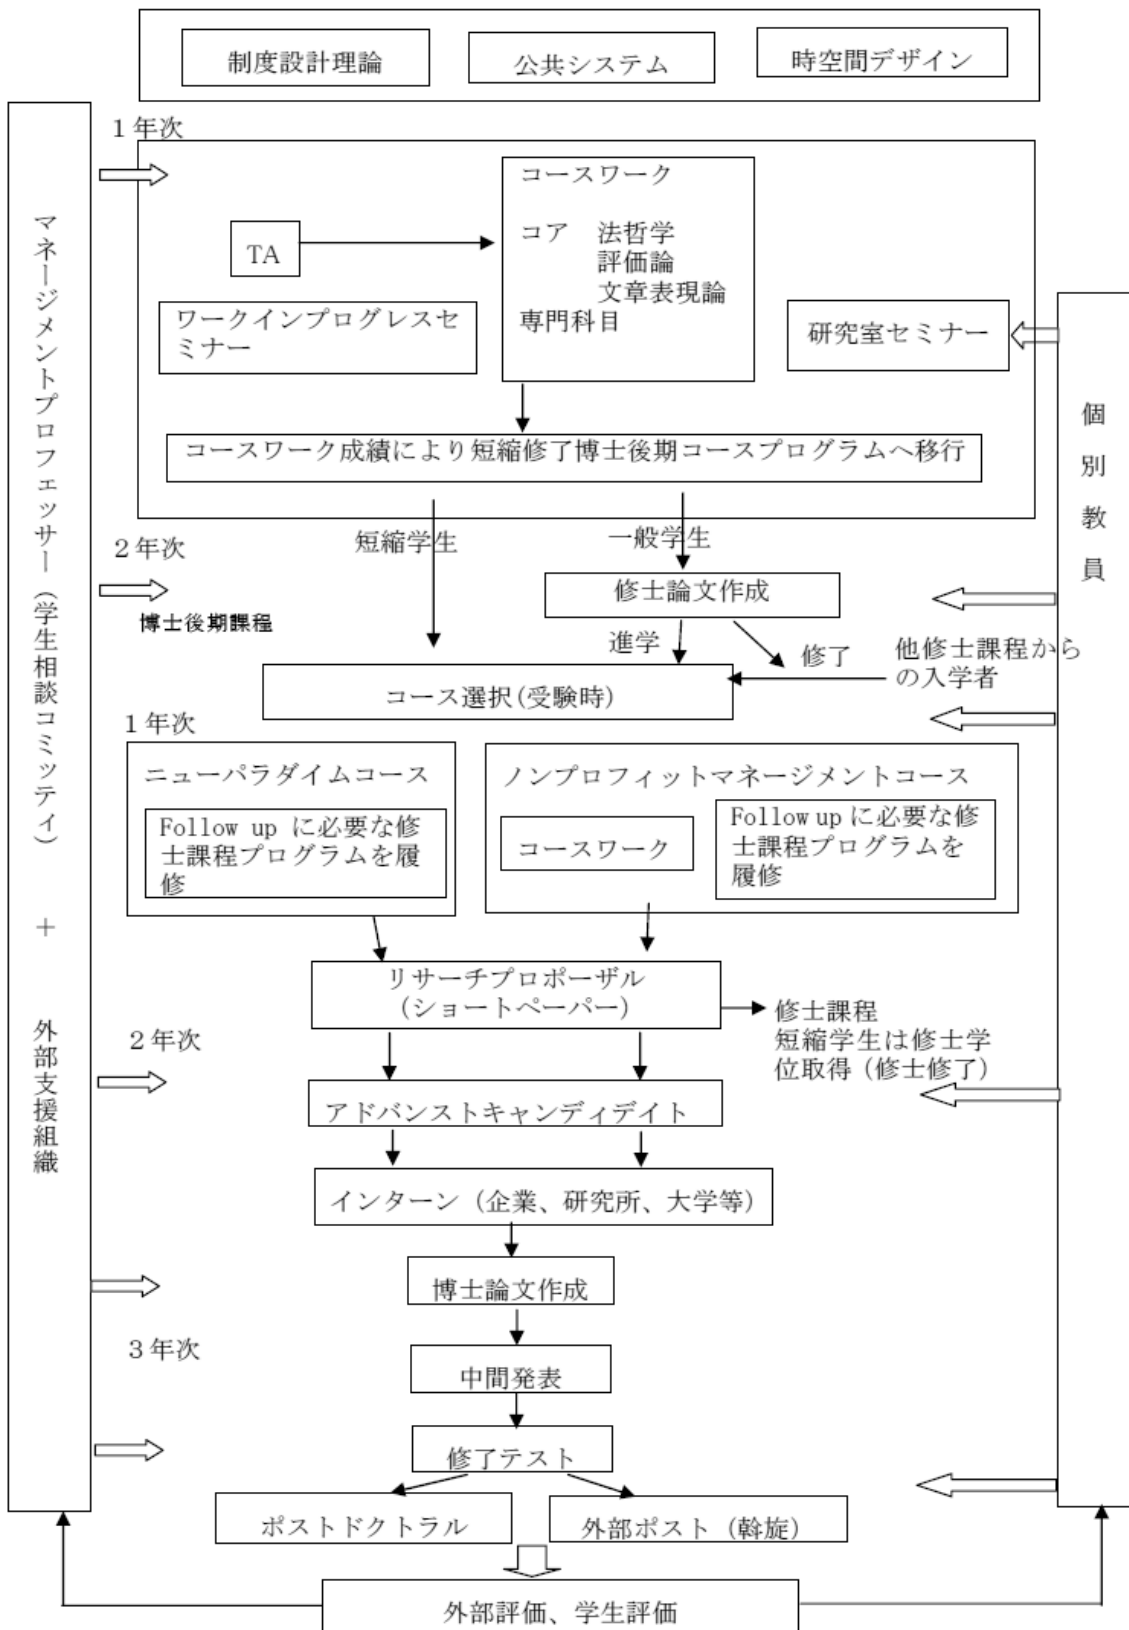 制度設計理論
公共システム
時空間デザイン
マネージメントプロフェッサー（学生相談コミッティ） ＋ 外部支援組織
１年次
コースワーク
コア 法哲学
評価論
文章表現論
専門科目
TA
ワークインプログレスセ
ミナー
研究室セミナー
個別教員
コースワーク成績により短縮修了博士後期コースプログラムへ移行
短縮学生
一般学生
２年次
修士論文作成
博士後期課程
進学
修了
他修士課程から
の入学者
コース選択(受験時)
１年次
ニューパラダイムコース
Follow up に必要な修
士課程プログラムを履
修
ノンプロフィットマネージメントコース
コースワーク
Follow up に必要な修
士課程プログラムを
履修
リサーチプロポーザル
（ショートペーパー）
修士課程
短縮学生は修士学
位取得（修士修了）
２年次
アドバンストキャンディデイト
インターン（企業、研究所、大学等）
博士論文作成
３年次
中間発表
修了テスト
ポストドクトラル
外部ポスト（斡旋）
外部評価、学生評価